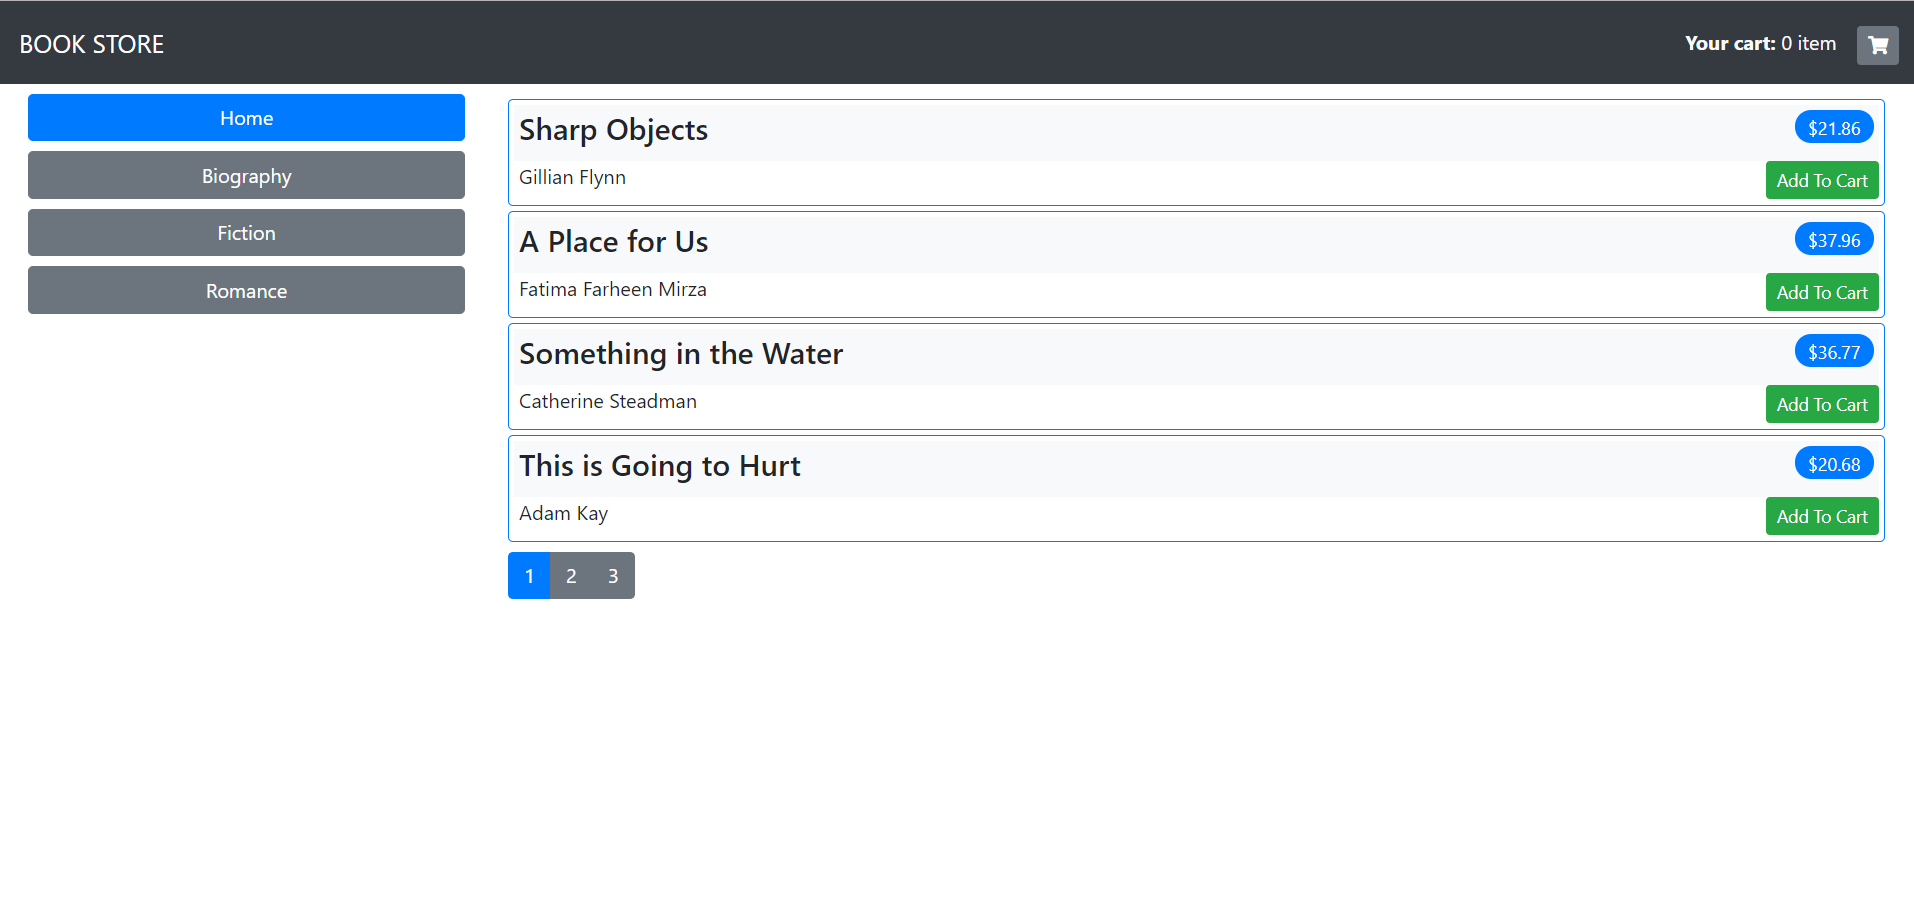 BOOK STORE
Your cart: 0 item
Home
Biography
Fiction
Romance
Sharp Objects
$21.86
Gillian Flynn
Add To Cart
A Place for Us
$37.96
Fatima Farheen Mirza
Add To Cart
Something in the Water
$36.77
Catherine Steadman
Add To Cart
This is Going to Hurt
$20.68
Adam Kay
Add To Cart
1 2 3